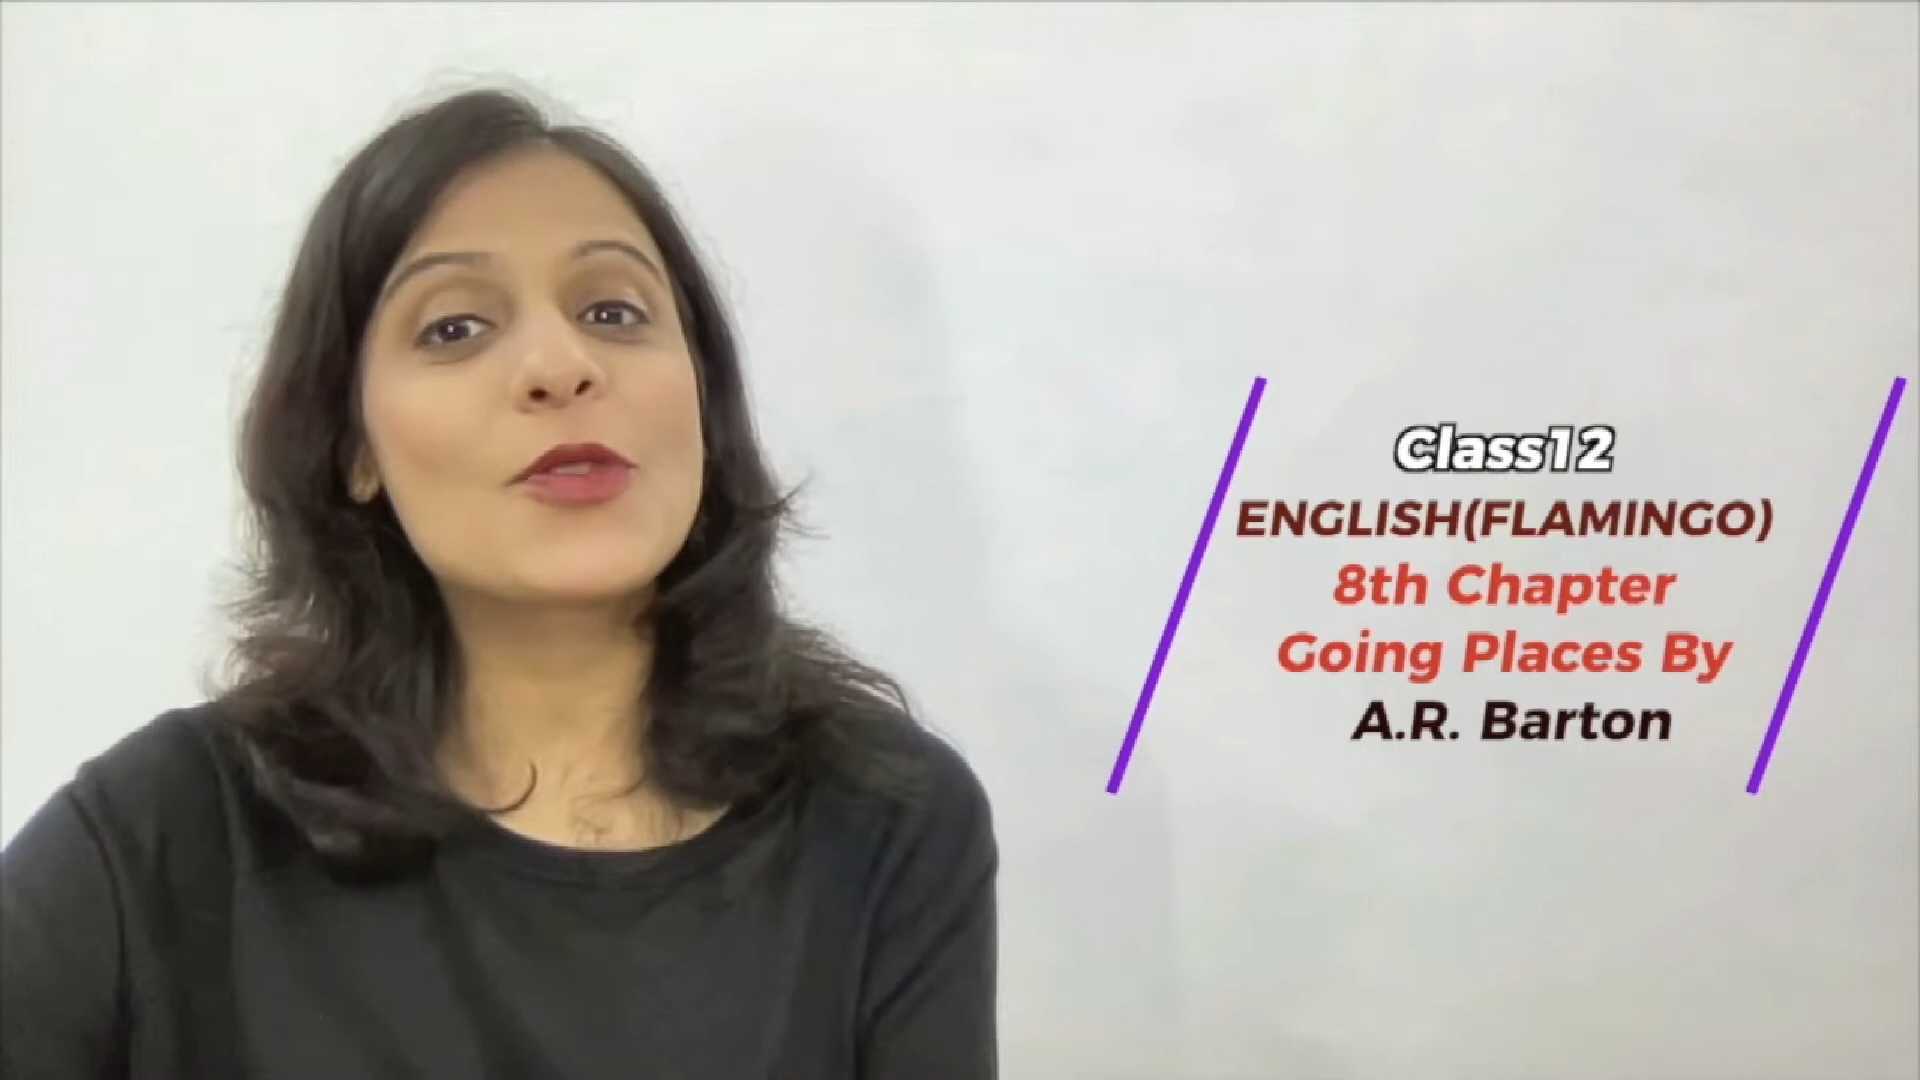 Class12
ENGLISH(FLAMINGO)
8th Chapter
Going Places By
A.R. Barton